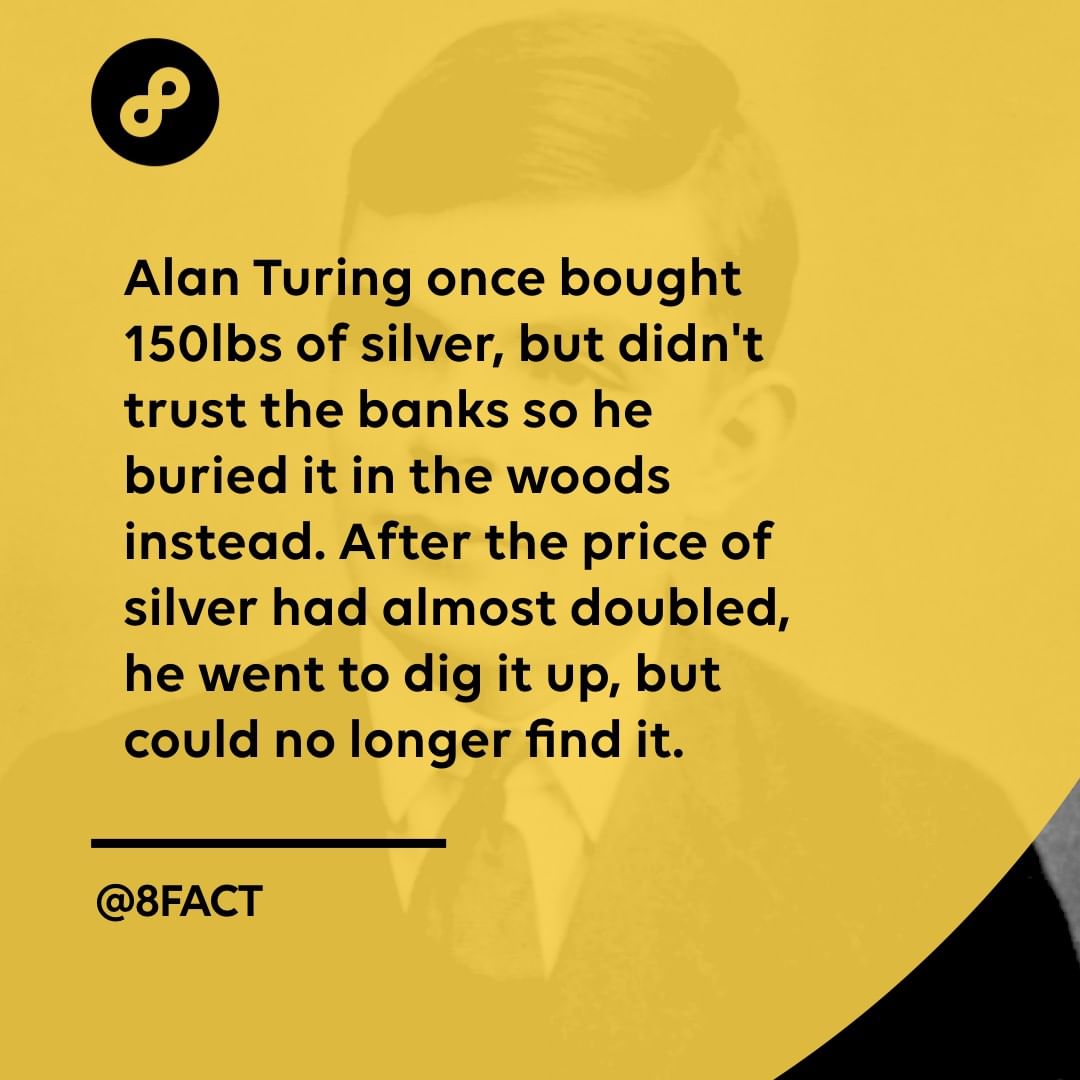 Alan Turing once bought
150lbs of silver, but didn't
trust the banks so he
buried it in the woods
instead. After the price of
silver had almost doubled,
he went to dig it up, but
could no longer find it.
@8FACT